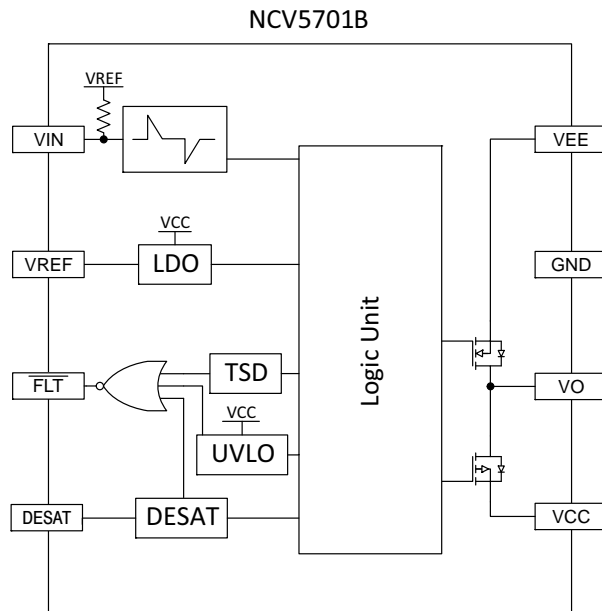 NCV5701B
VREF
VIN
VEE
VCC
VREF
LDO
GND
Logic Unit
FLT
TSD
VO
VCC
UVLO
DESAT
DESAT
VCC